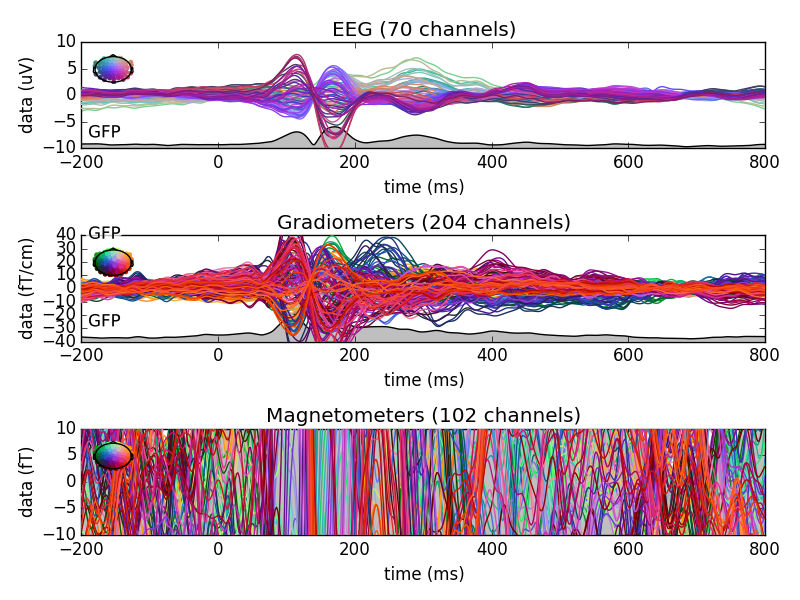 EEG (70 channels)
10
5
0
−5
−10
data (uV)
GFP
−200 0 200 400 600 800
time (ms)
Gradiometers (204 channels)
GFP
40
30
20
10
0
−10
−20
−30
−40
data (fT/cm)
GFP
−200 0 200 400 600 800
time (ms)
Magnetometers (102 channels)
10
5
0
−5
−10
data (fT)
−200 0 200 400 600 800
time (ms)